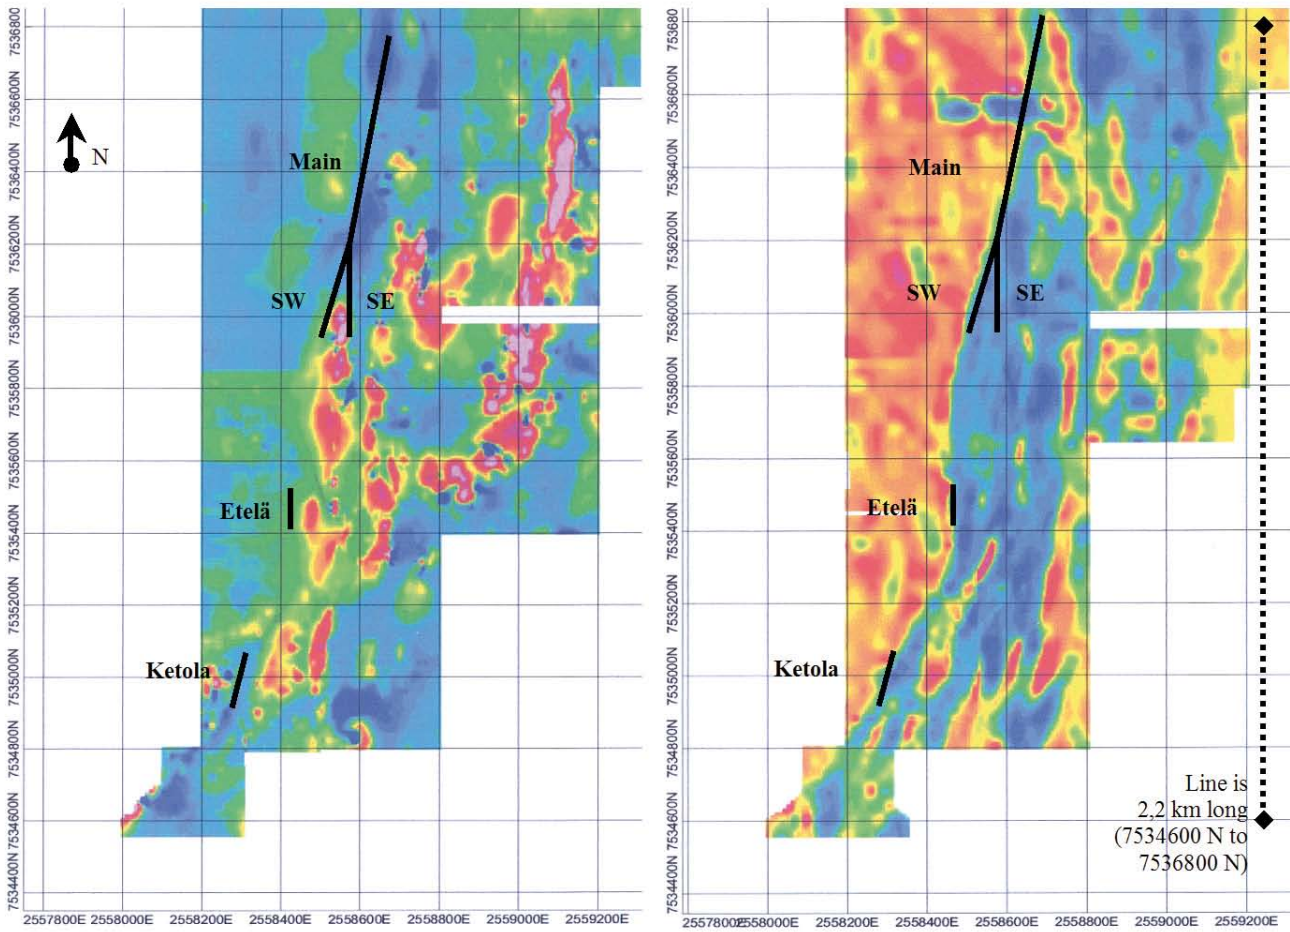 7536800
7536600N
7536400N
7536200N
7536000N
7535800N
7535600N
7535400N
7535200N
7535000N
7534800N
7534600N
7534400N
N
Main
SW
SE
Etelä
Ketola
2557800E
2558000E
2558200E
2558400E
2558600E
2558800E
2559000E
2559200E
753680
7536600N
7536400N
7536200N
7536000N
7535800N
7535600N
7535400N
7535200N
7535000N
7534800N
7534600N
7534400N
Main
SW
SE
Etelä
Ketola
Line is
2,2 km long
(7534600 N to
7536800 N)
2557800
2558000E
2558200E
2558400E
2558600E
2558800E
2559000E
2559200E